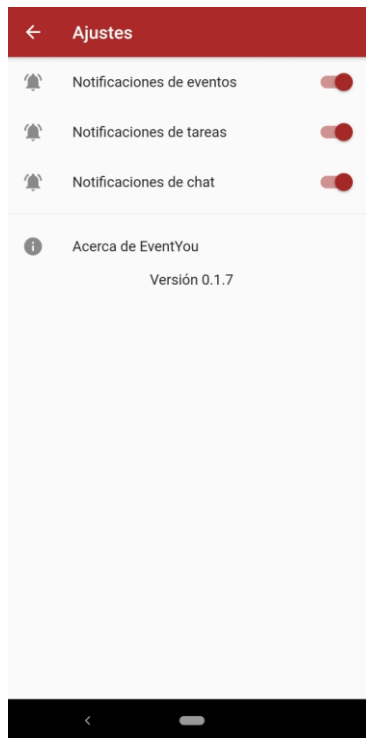 Ajustes
Notificaciones de eventos
Notificaciones de tareas
Notificaciones de chat
Acerca de EventYou
Versión 0.1.7